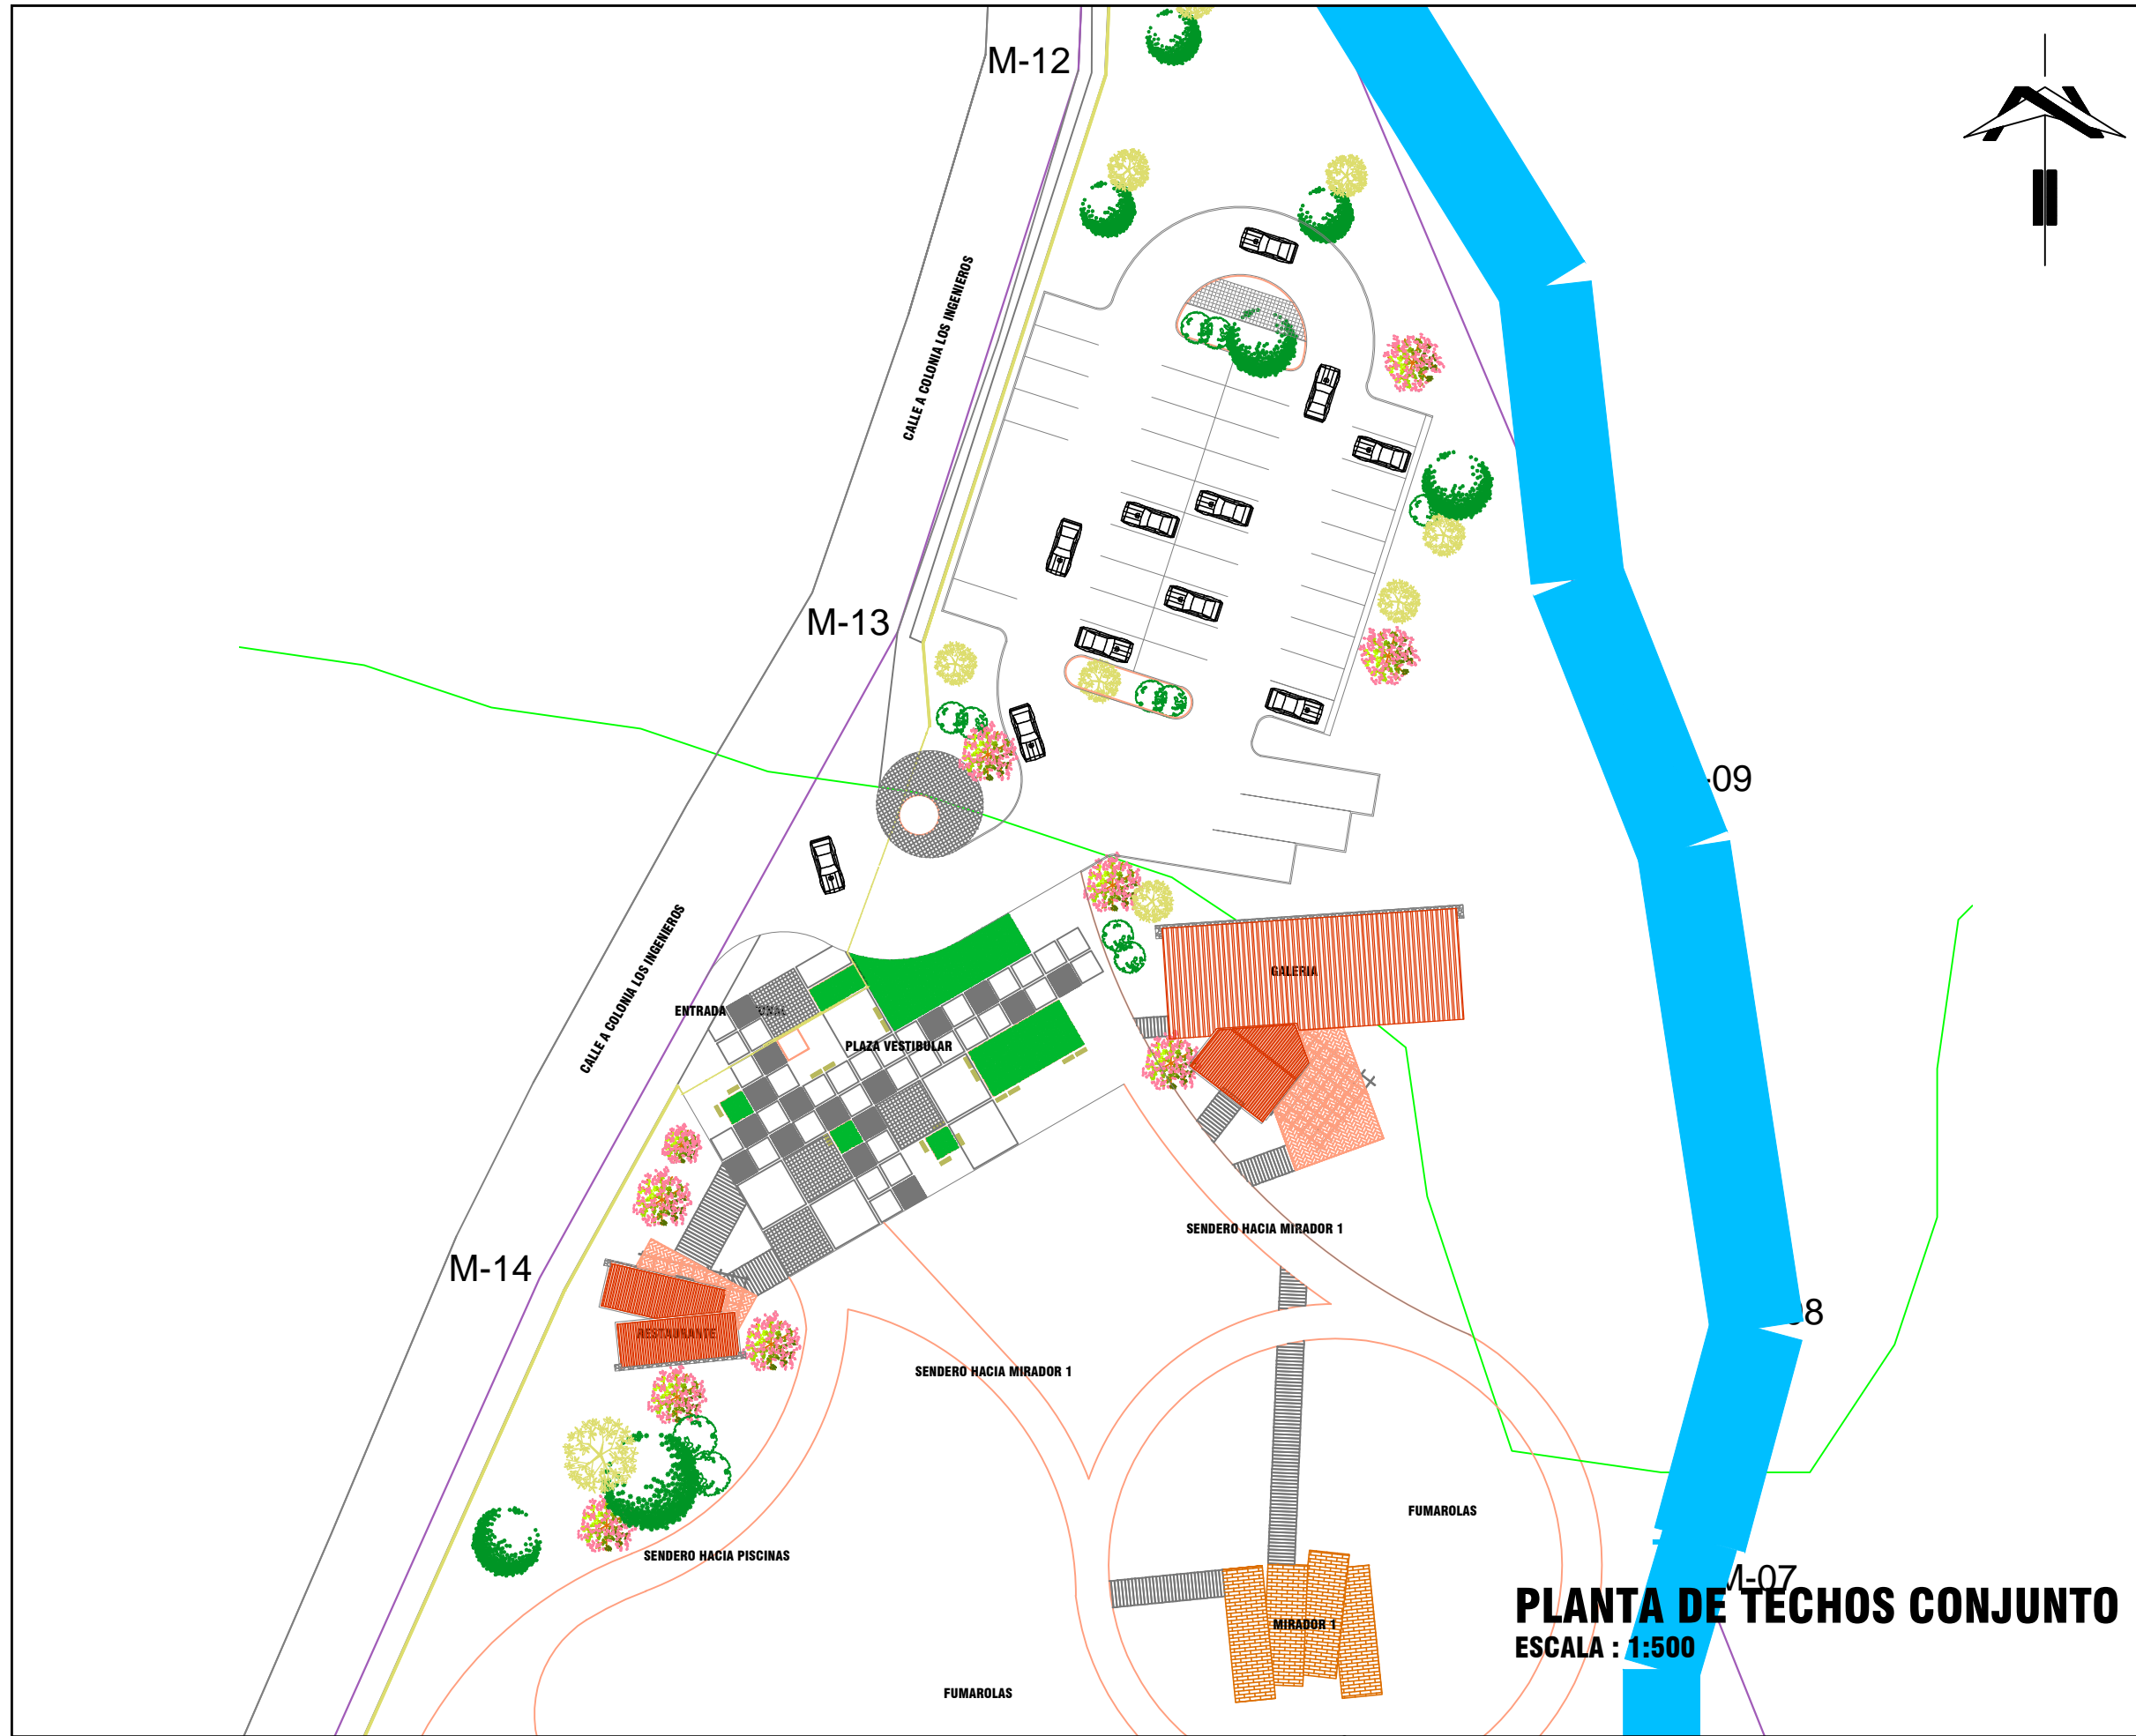 M-12
CALLE A COLONIA LOS INGENIEROS
M-13
-09
CALLE A COLONIA LOS INGENIEROS
GALERIA
ENTRADA
PLAZA VESTIBULAR
SENDERO HACIA MIRADOR 1
M-14
08
RESTAURANTE
SENDERO HACIA MIRADOR 1
FUMAROLAS
SENDERO HACIA PISCINAS
M-07
PLANTA DE TECHOS CONJUNTO
MIRADOR 1
ESCALA : 1:500
FUMAROLAS